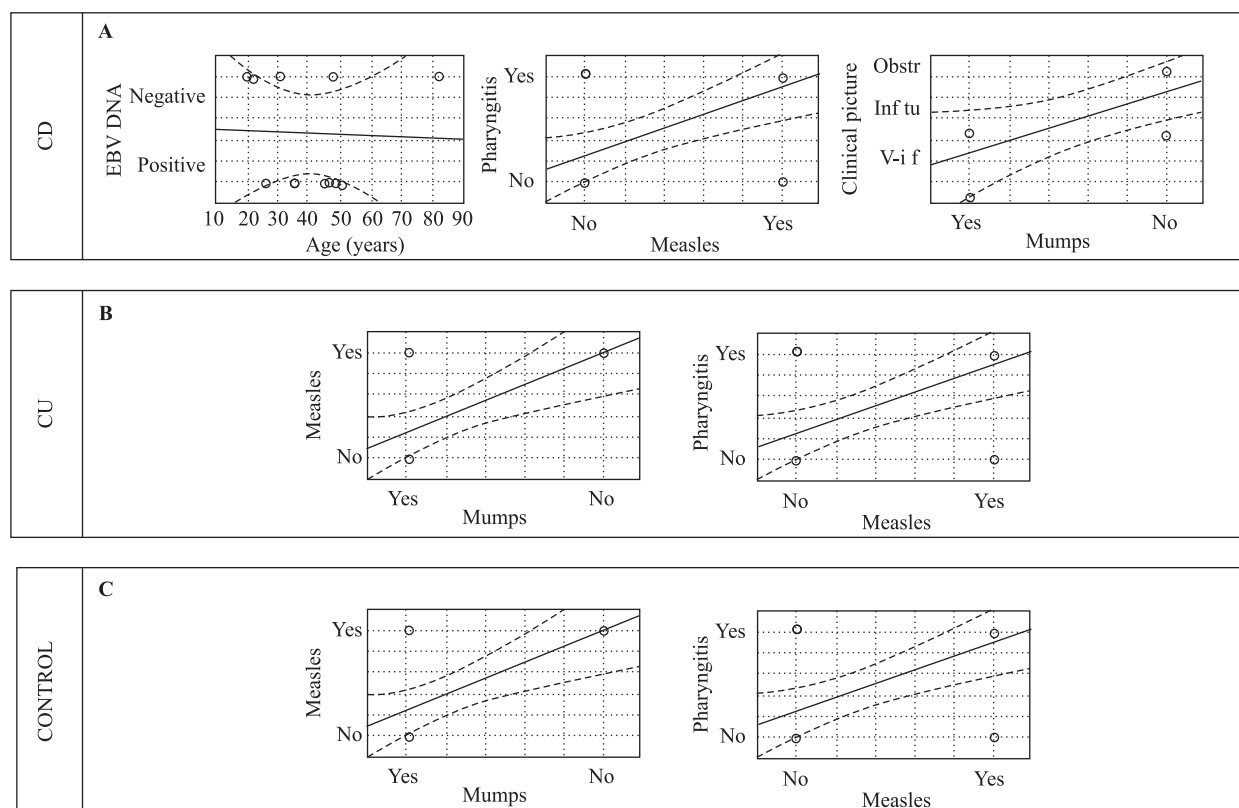 CD
A
EBV DNA
Negative
Positive
10 20 30 40 50 60 70 80 90
Age (years)
Pharyngitis
Yes
No
No Yes
Measles
Clinical picture
Obstr
Inf tu
V-i f
Yes No
Mumps
CU
B
Measles
Yes
No
Yes No
Mumps
Pharyngitis
Yes
No
No Yes
Measles
CONTROL
C
Measles
Yes
No
Yes No
Mumps
Pharyngitis
Yes
No
No Yes
Measles